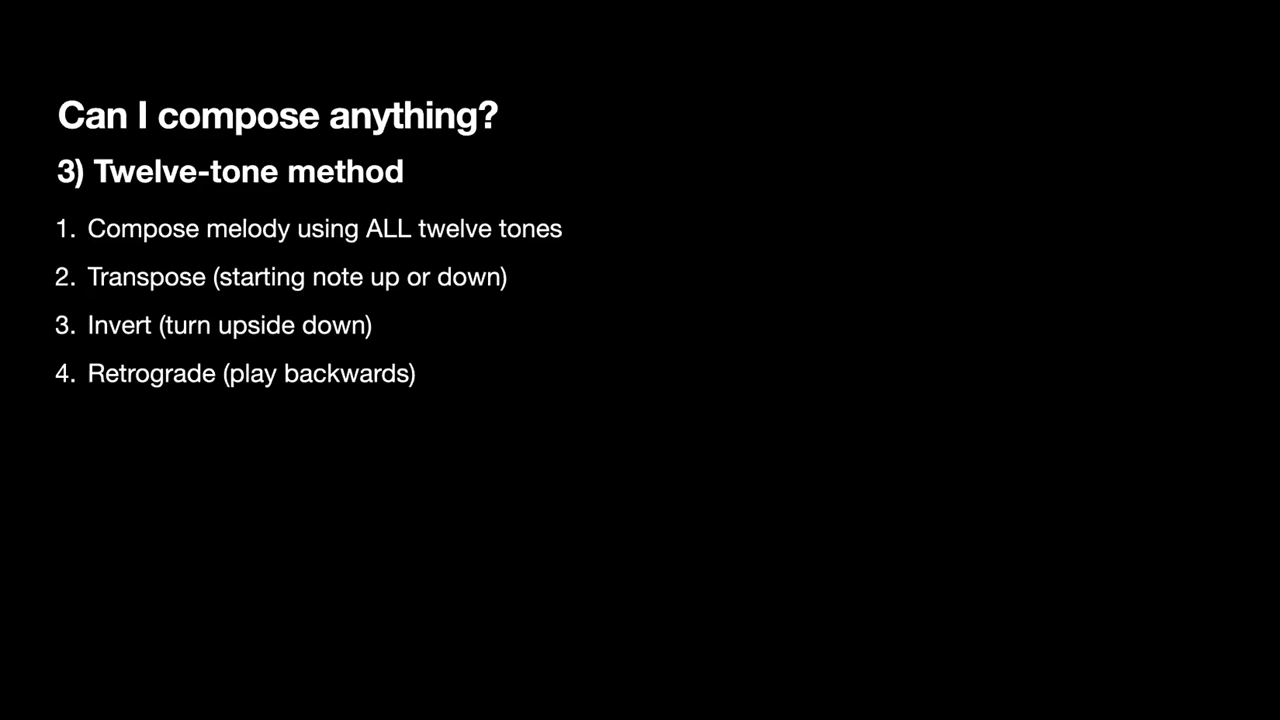 Can I compose anything?
3) Twelve-tone method
1. Compose melody using ALL twelve tones
2. Transpose (starting note up or down)
3. Invert (turn upside down)
4. Retrograde (play backwards)